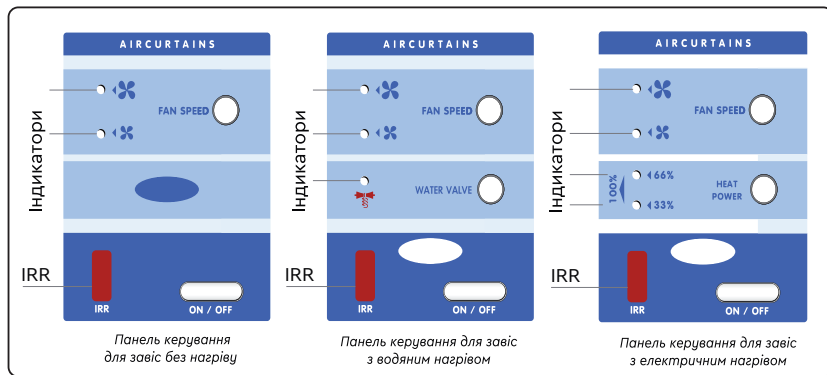 AIRCURTAINS
Індикатори
FAN SPEED
IRR
IRR
ON / OFF
Панель керування
для завіс без нагріву
AIRCURTAINS
Індикатори
FAN SPEED
WATER VALVE
IRR
IRR
ON / OFF
Панель керування для завіс
з водяним нагрівом
AIRCURTAINS
Індикатори
FAN SPEED
100%
66%
33%
HEAT
POWER
IRR
IRR
ON / OFF
Панель керування для завіс
з електричним нагрівом